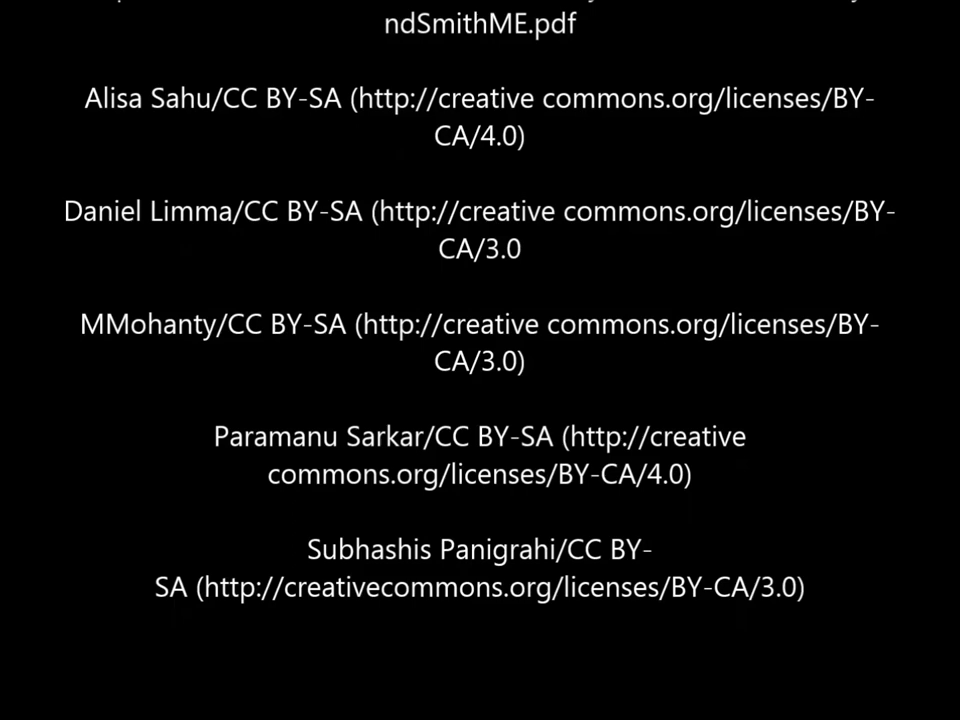 ndSmithME.pdf
Alisa Sahu/CC BY-SA (http://creative commons.org/licenses/BY-
CA/4.0)
Daniel Limma/CC BY-SA (http://creative commons.org/licenses/BY-
CA/3.0
MMohanty/CC BY-SA (http://creative commons.org/licenses/BY-
CA/3.0)
Paramanu Sarkar/CC BY-SA (http://creative
commons.org/licenses/BY-CA/4.0)
Subhashis Panigrahi/CC BY-
SA (http://creativecommons.org/licenses/BY-CA/3.0)